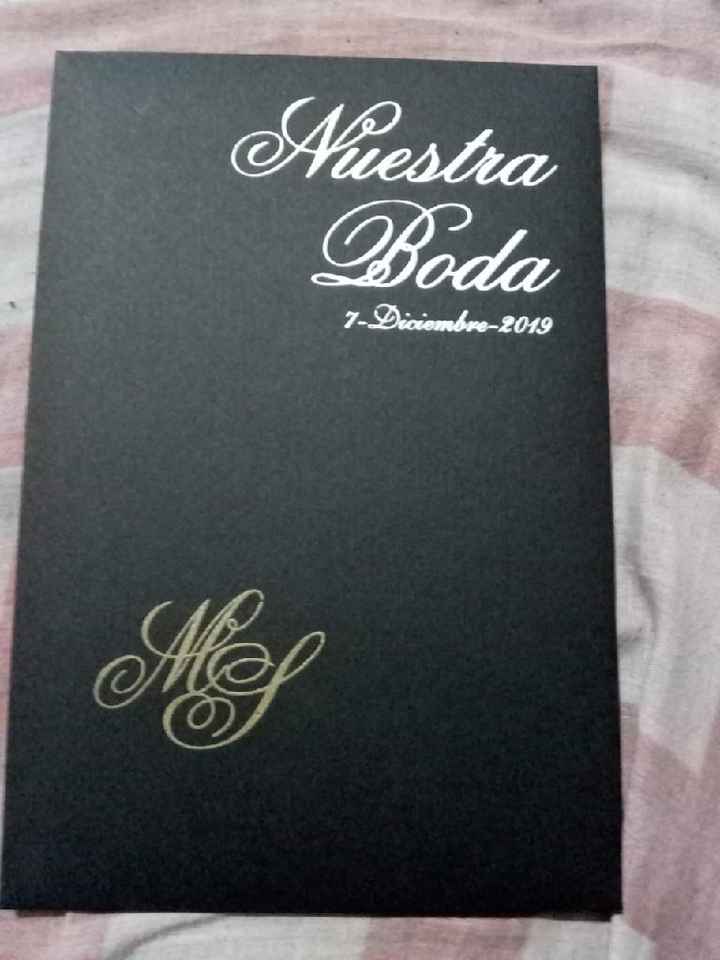 Nuestra
Boda
7-Diciembre-2019
MS